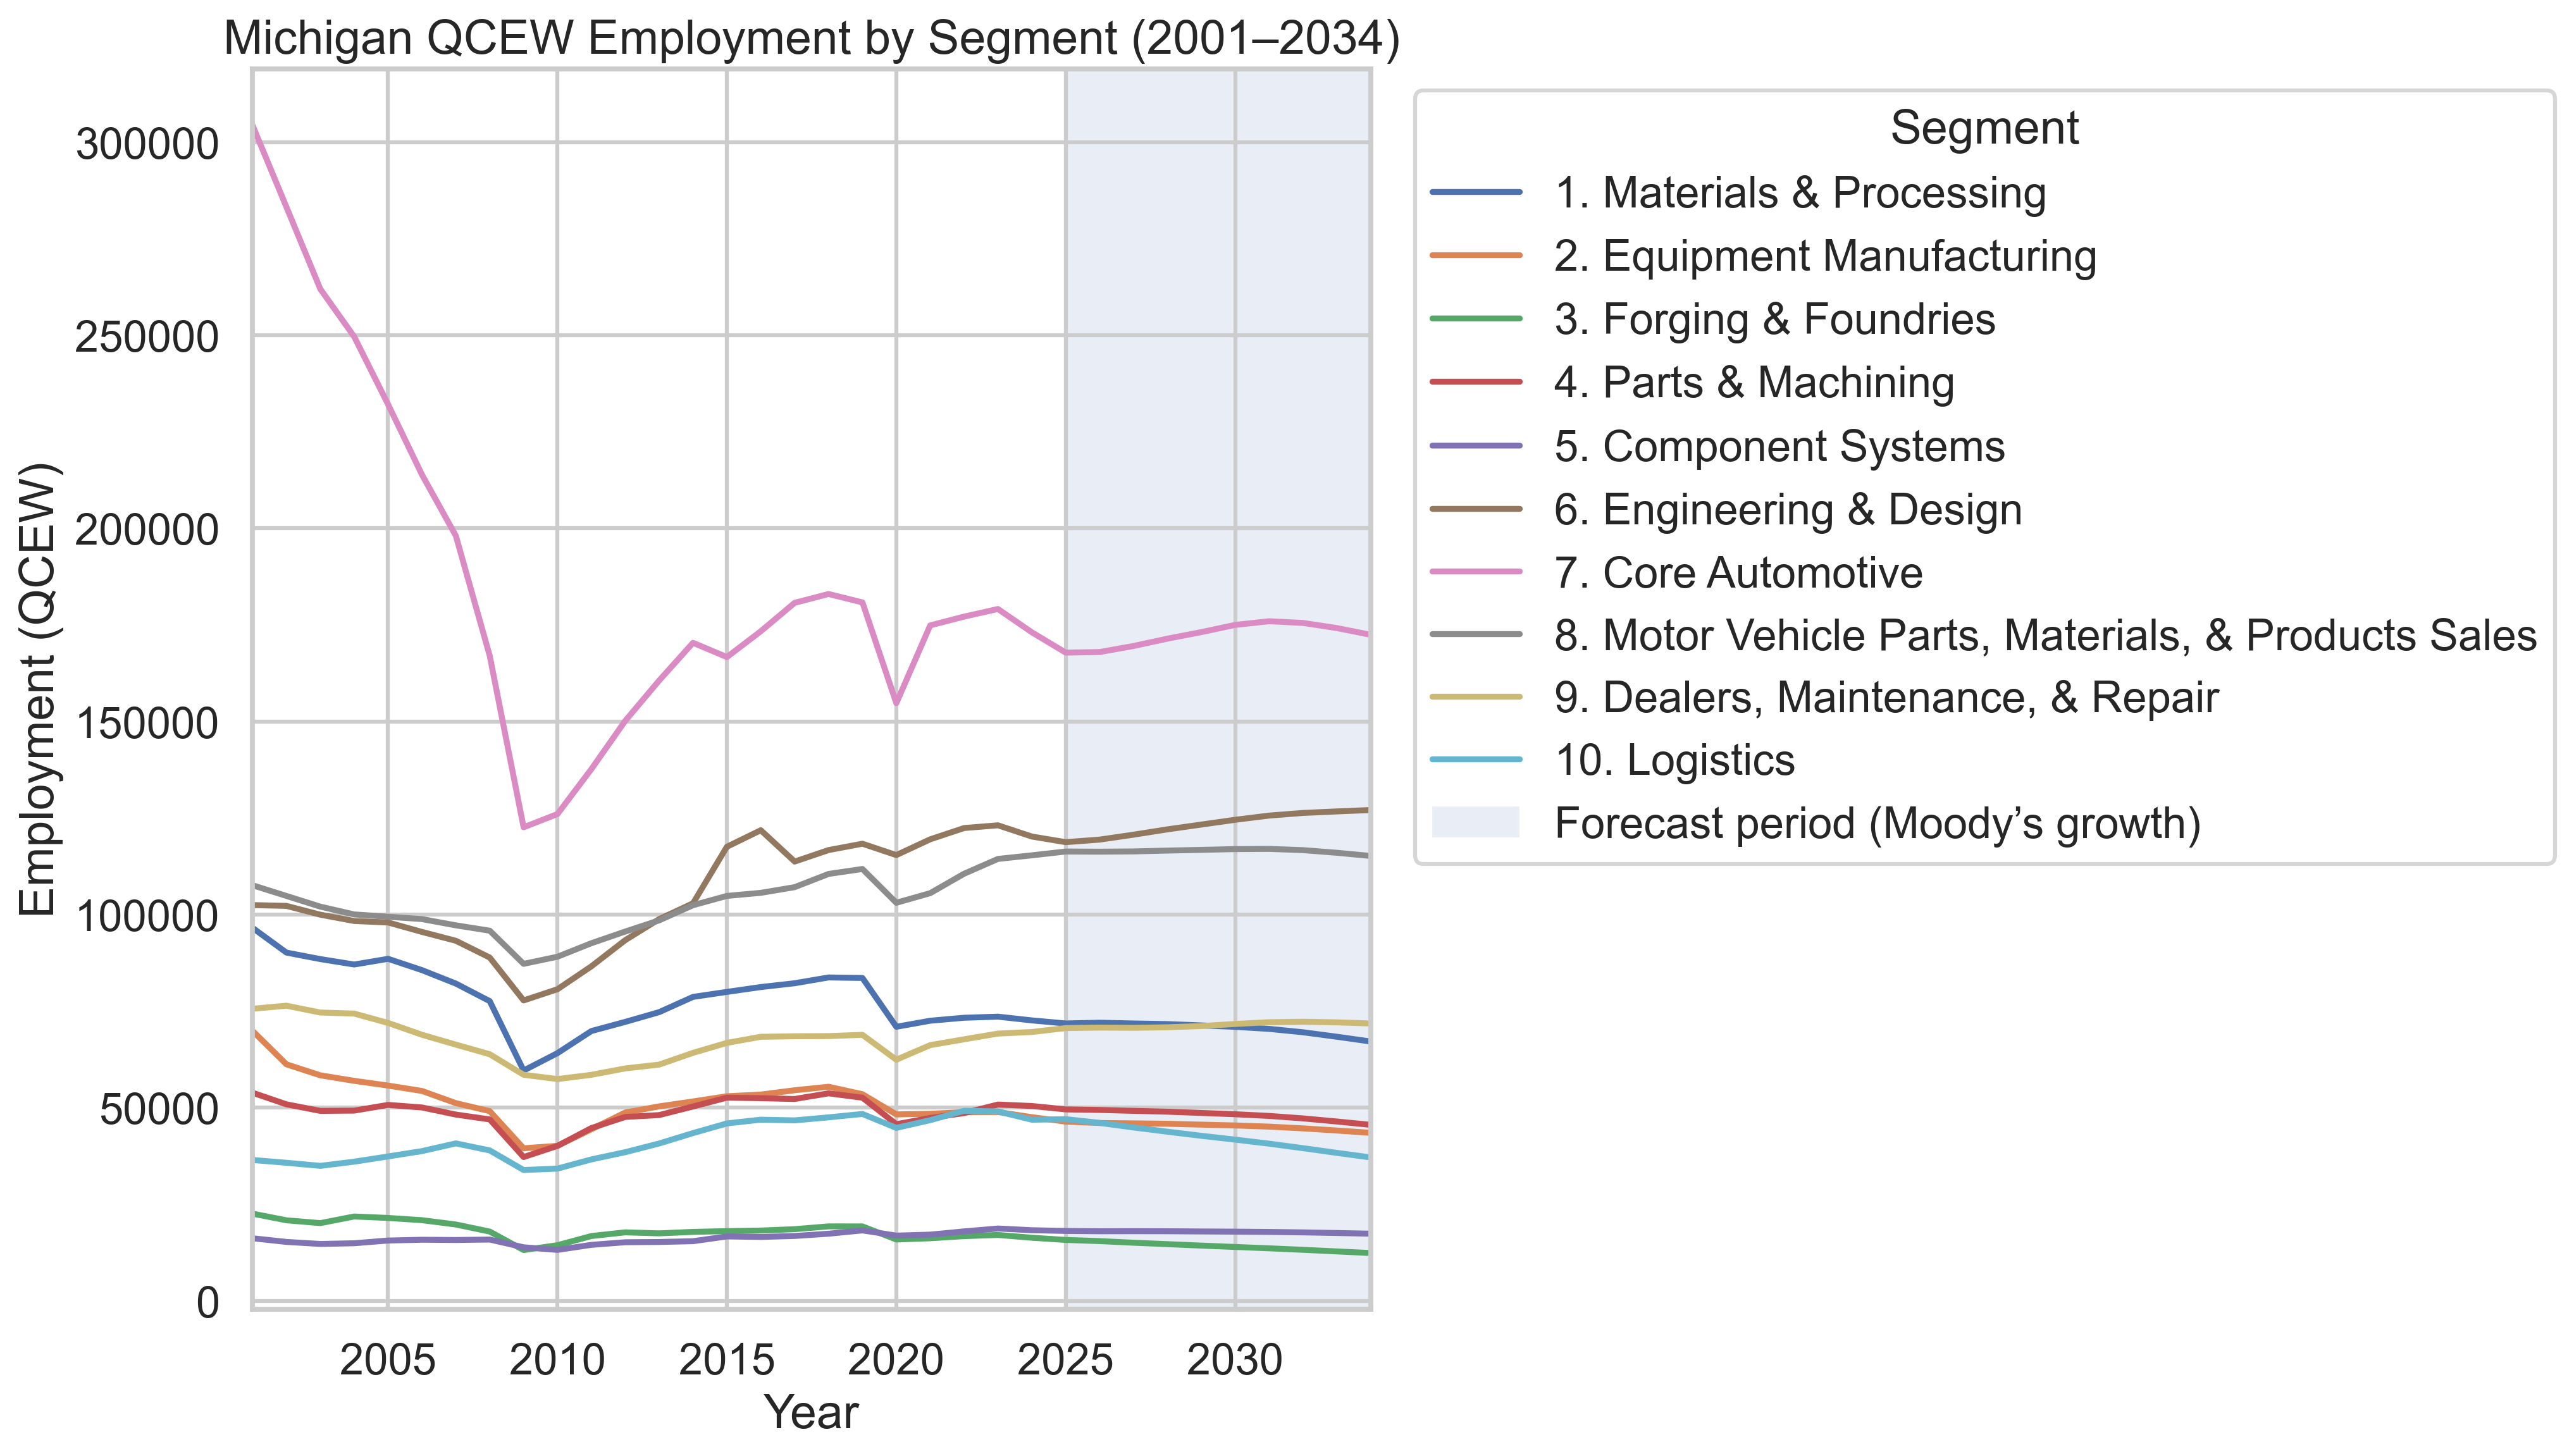 Michigan QCEW Employment by Segment (2001–2034)
Employment (QCEW)
300000
250000
200000
150000
100000
50000
0
2005 2010 2015 2020 2025 2030
Year
Segment
1. Materials & Processing
2. Equipment Manufacturing
3. Forging & Foundries
4. Parts & Machining
5. Component Systems
6. Engineering & Design
7. Core Automotive
8. Motor Vehicle Parts, Materials, & Products Sales
9. Dealers, Maintenance, & Repair
10. Logistics
Forecast period (Moody’s growth)